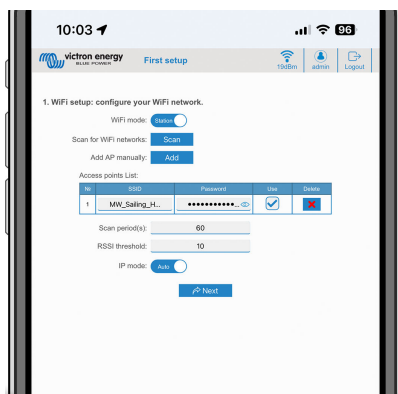 10:03
96
victron energy
BLUE POWER
First setup
19dBm
admin
Logout
1. WiFi setup: configure your WiFi network.
WiFi mode: Station
Scan for WiFi networks: Scan
Add AP manually: Add
Access points List:
№ SSID Password Use Delete
1 MW_Sailing_H... •••••••••••...
Scan period(s): 60
RSSI threshold: 10
IP mode: Auto
Next